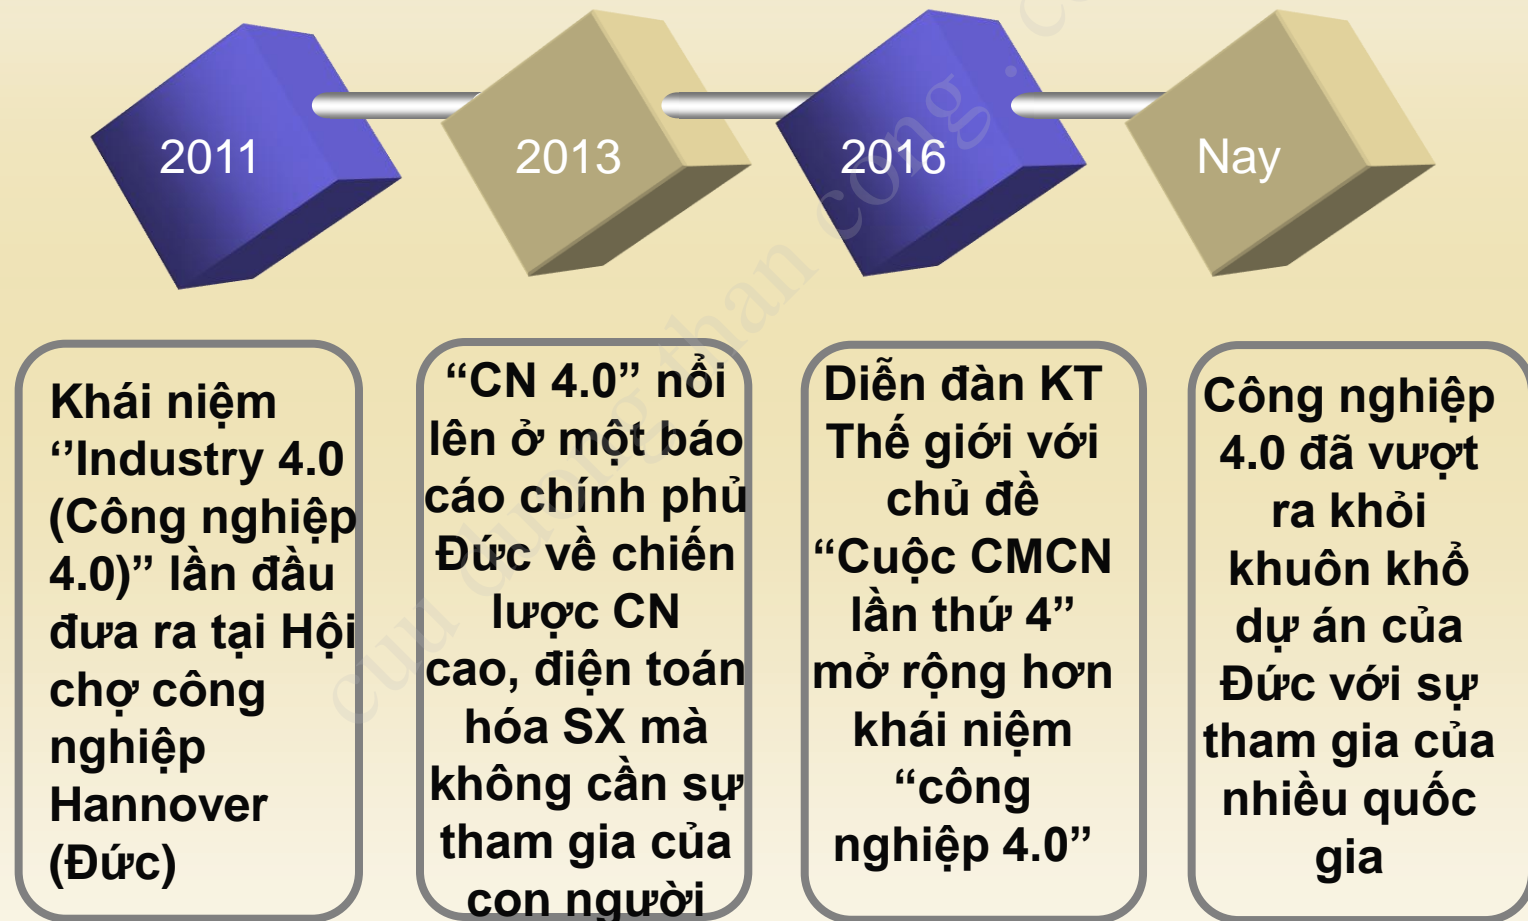 2011
2013
2016
Nay
Khái niệm
‘’Industry 4.0
(Công nghiệp
4.0)” lần đầu
đưa ra tại Hội
chợ công
nghiệp
Hannover
(Đức)
“CN 4.0” nổi
lên ở một báo
cáo chính phủ
Đức về chiến
lược CN
cao, điện toán
hóa SX mà
không cần sự
tham gia của
con người
Diễn đàn KT
Thế giới với
chủ đề
“Cuộc CMCN
lần thứ 4”
mở rộng hơn
khái niệm
“công
nghiệp 4.0”
Công nghiệp
4.0 đã vượt
ra khỏi
khuôn khổ
dự án của
Đức với sự
tham gia của
nhiều quốc
gia
cuu duong than cong . co